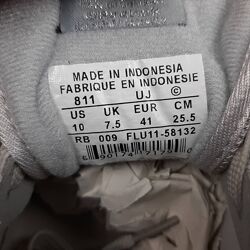 MADE IN INDONESIA
FABRIQUE EN INDONESIE
811 UJ ©
US UK EUR CM
10 7.5 41 25.5
RB 009 FLU11-58132